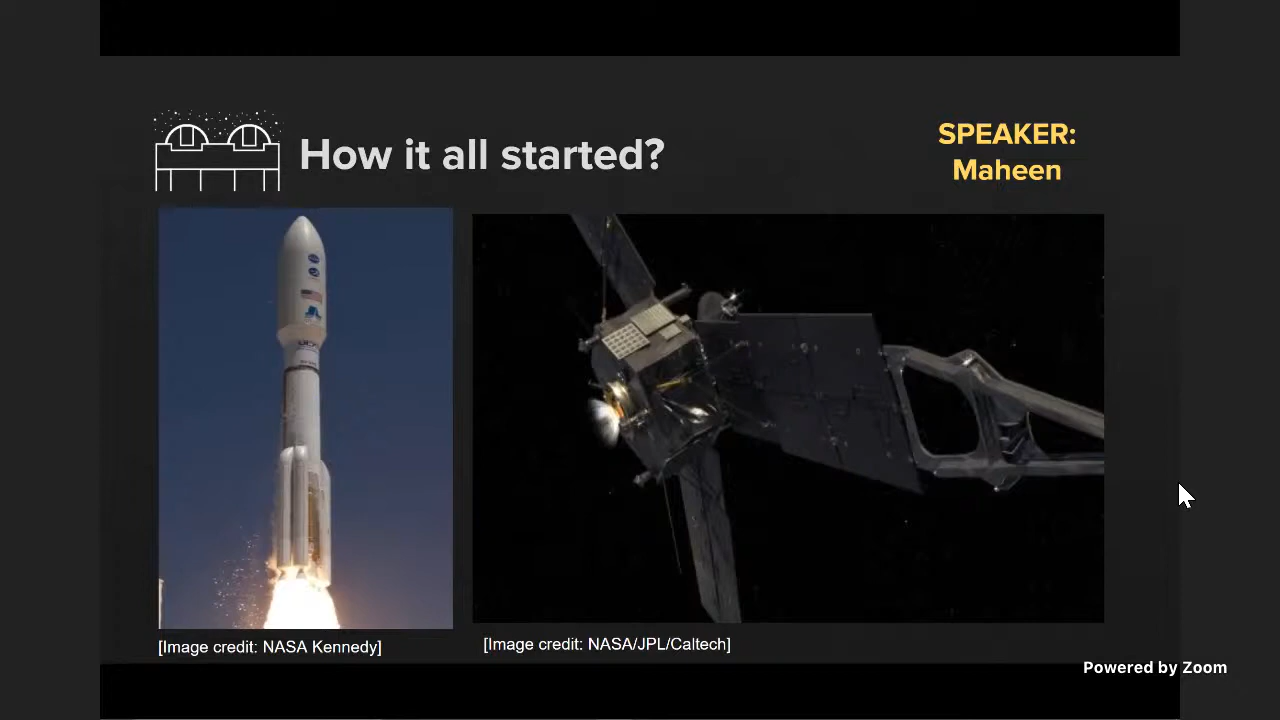 How it all started?
SPEAKER:
Maheen
[Image credit: NASA Kennedy]
[Image credit: NASA/JPL/Caltech]
Powered by Zoom